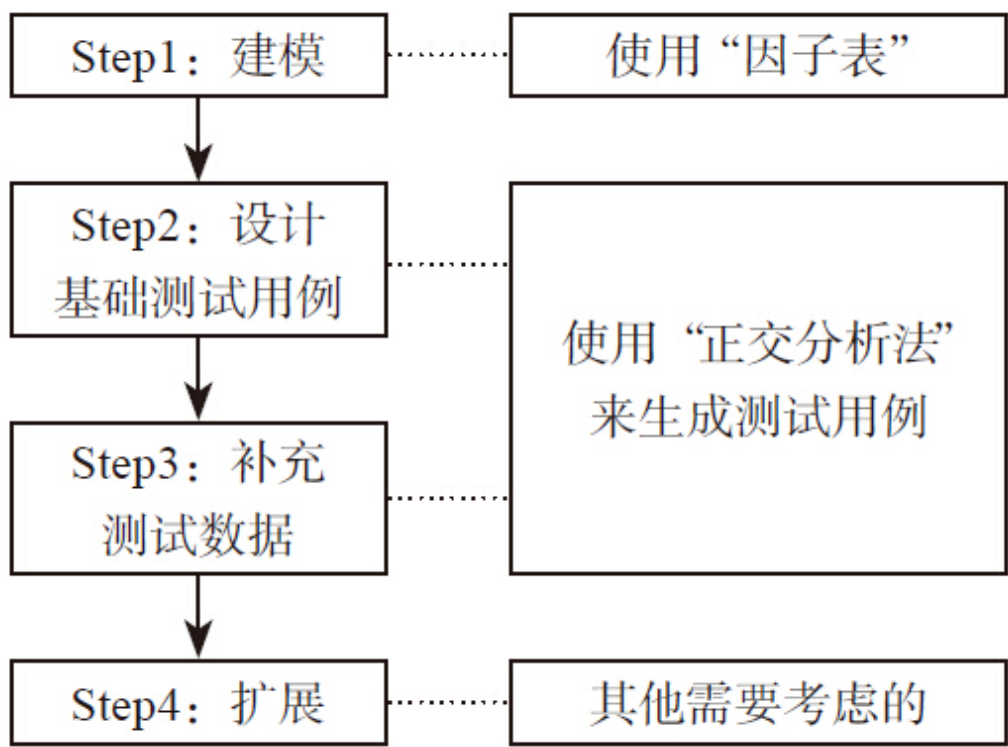 Step1：建模
使用“因子表”
Step2：设计
基础测试用例
使用“正交分析法”
来生成测试用例
Step3：补充
测试数据
Step4：扩展
其他需要考虑的